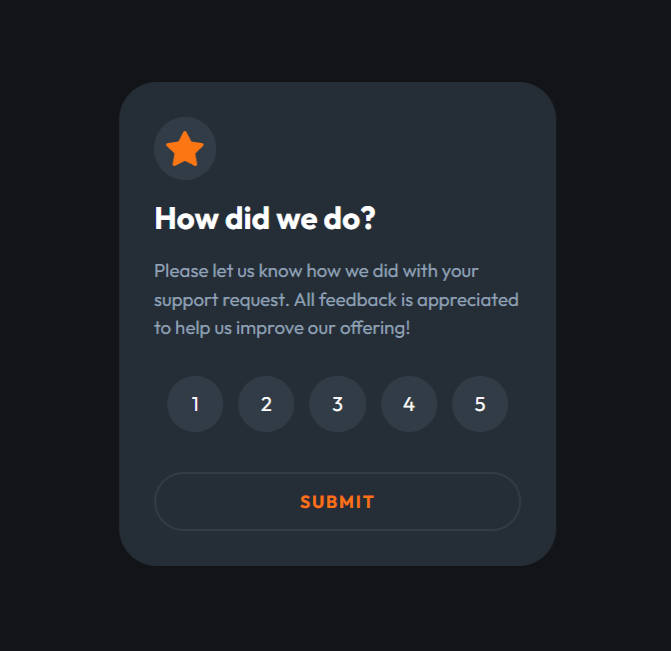 How did we do?
Please let us know how we did with your
support request. All feedback is appreciated
to help us improve our offering!
1 2 3 4 5
SUBMIT